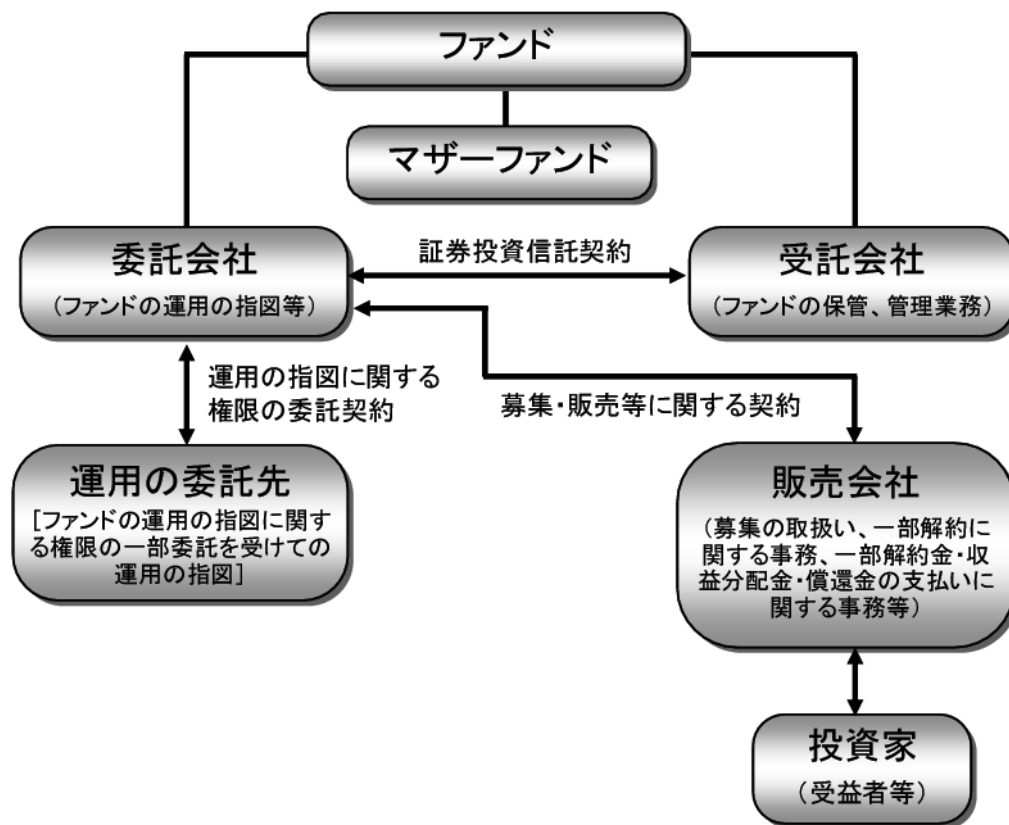 ファンド
マザーファンド
委託会社
(ファンドの運用の指図等)
証券投資信託契約
受託会社
(ファンドの保管、管理業務)
運用の指図に関する
権限の委託契約
募集・販売等に関する契約
運用の委託先
[ファンドの運用の指図に関す
る権限の一部委託を受けての
運用の指図]
販売会社
(募集の取扱い、一部解約に
関する事務、一部解約金・収
益分配金・償還金の支払いに
関する事務等)
投資家
(受益者等)